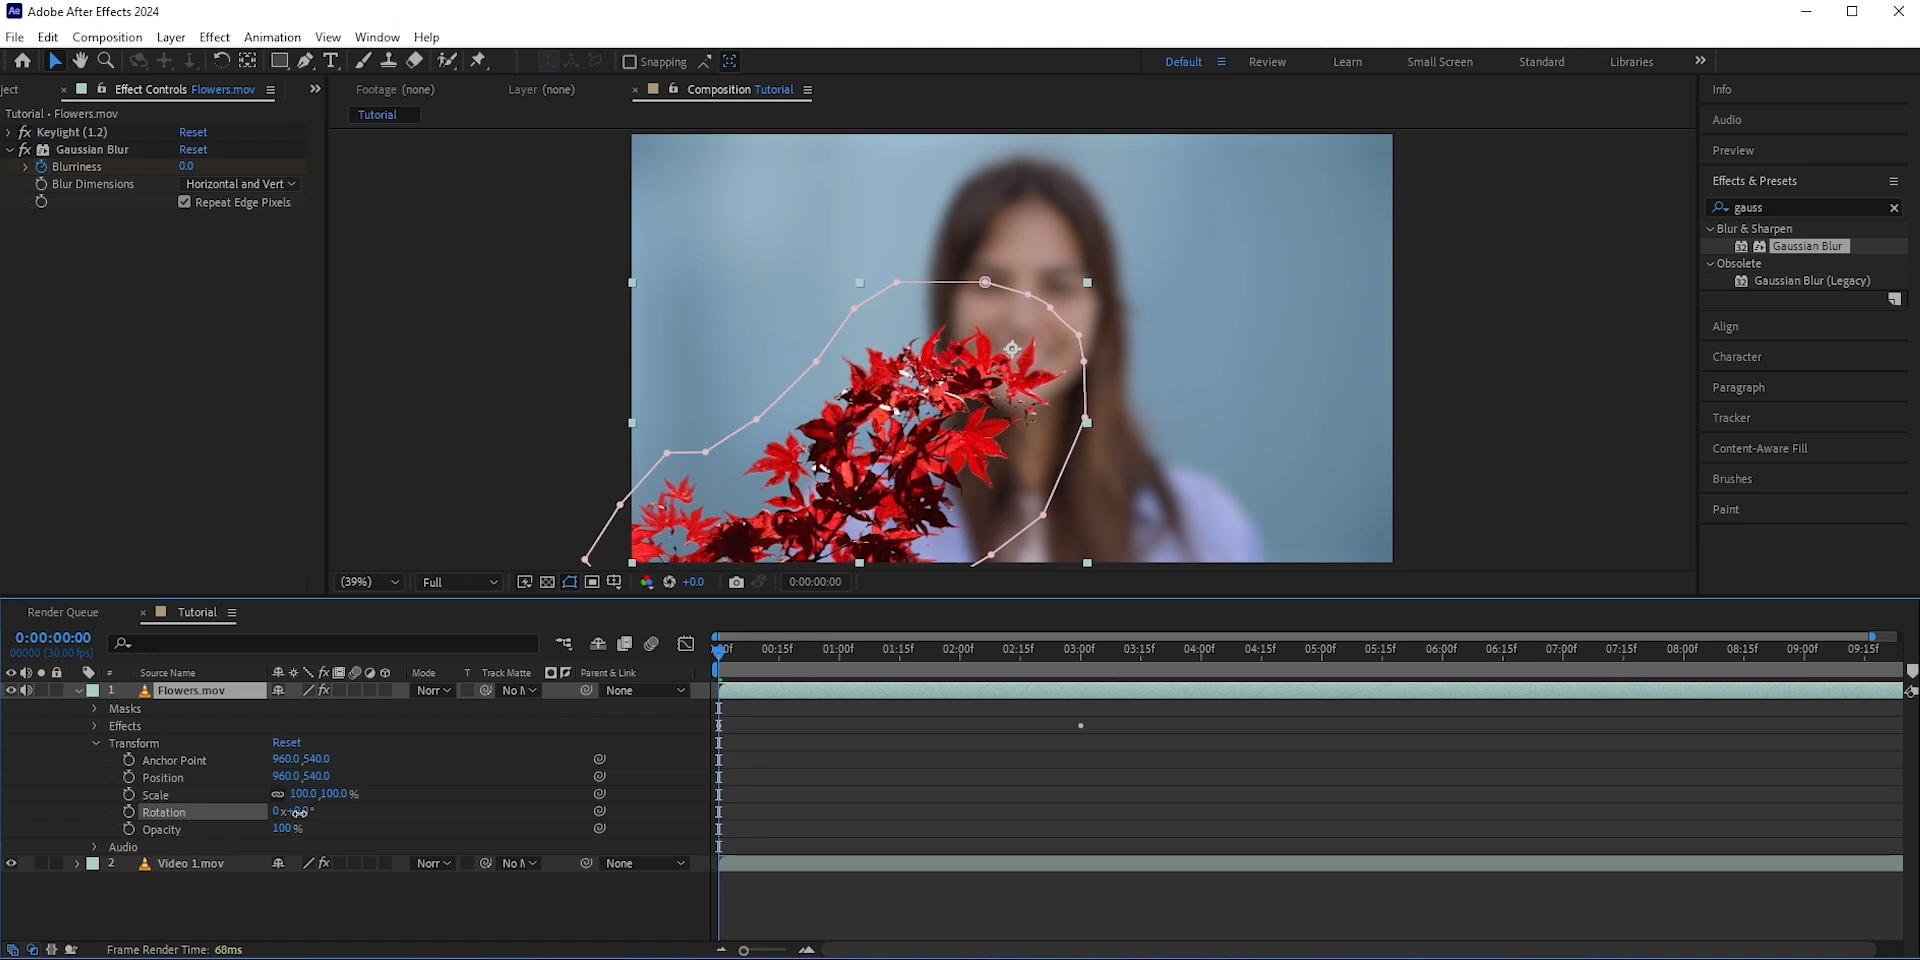 Ae Adobe After Effects 2024
File Edit Composition Layer Effect Animation View Window Help
Snapping Default Review Learn Small Screen Standard Libraries
ject Effect Controls Flowers.mov
Footage (none) Layer (none) Composition Tutorial
Tutorial
Tutorial • Flowers.mov
fx Keylight (1.2) Reset
fx Gaussian Blur Reset
Blurriness 0.0
Blur Dimensions Horizontal and Vert
Repeat Edge Pixels
Info
Audio
Preview
Effects & Presets
gauss
Blur & Sharpen
32 Gaussian Blur
Obsolete
32 Gaussian Blur (Legacy)
Align
Character
Paragraph
Tracker
Content-Aware Fill
Brushes
Paint
(39%) Full +0.0 0:00:00:00
Render Queue Tutorial
0:00:00:00
00000 (30.00 fps)
00:15f 01:00f 01:15f 02:00f 02:15f 03:00f 03:15f 04:00f 04:15f 05:00f 05:15f 06:00f 06:15f 07:00f 07:15f 08:00f 08:15f 09:00f 09:15f
# Source Name fx Mode T Track Matte Parent & Link
1 Flowers.mov fx Norr No M None
Masks
Effects
Transform Reset
Anchor Point 960.0,540.0
Position 960.0,540.0
Scale 100.0,100.0 %
Rotation 0 x
Opacity 100 %
Audio
2 Video 1.mov fx Norr No M None
Frame Render Time: 68ms